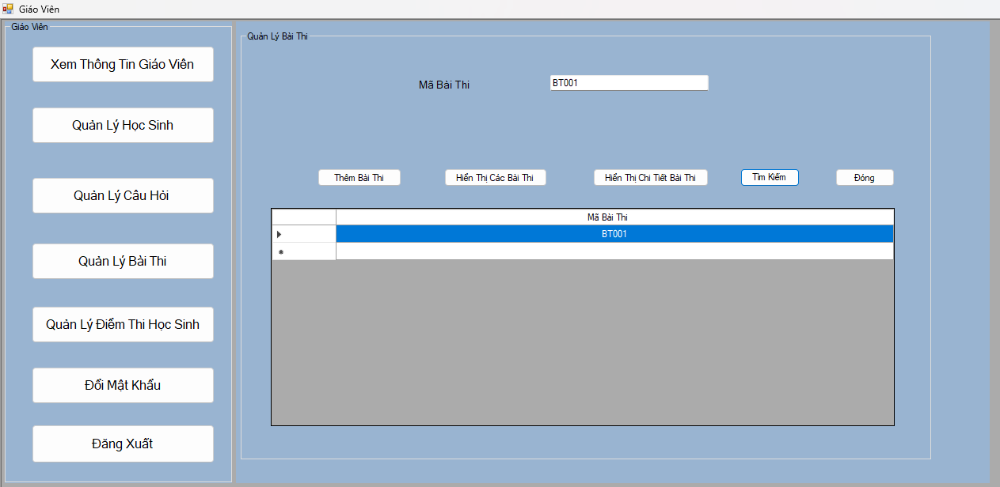 Giáo Viên
Giáo Viên
Xem Thông Tin Giáo Viên
Quản Lý Học Sinh
Quản Lý Câu Hỏi
Quản Lý Bài Thi
Quản Lý Điểm Thi Học Sinh
Đổi Mật Khẩu
Đăng Xuất
Quản Lý Bài Thi
Mã Bài Thi BT001
Thêm Bài Thi Hiển Thị Các Bài Thi Hiển Thị Chi Tiết Bài Thi Tìm Kiếm Đóng
Mã Bài Thi
BT001